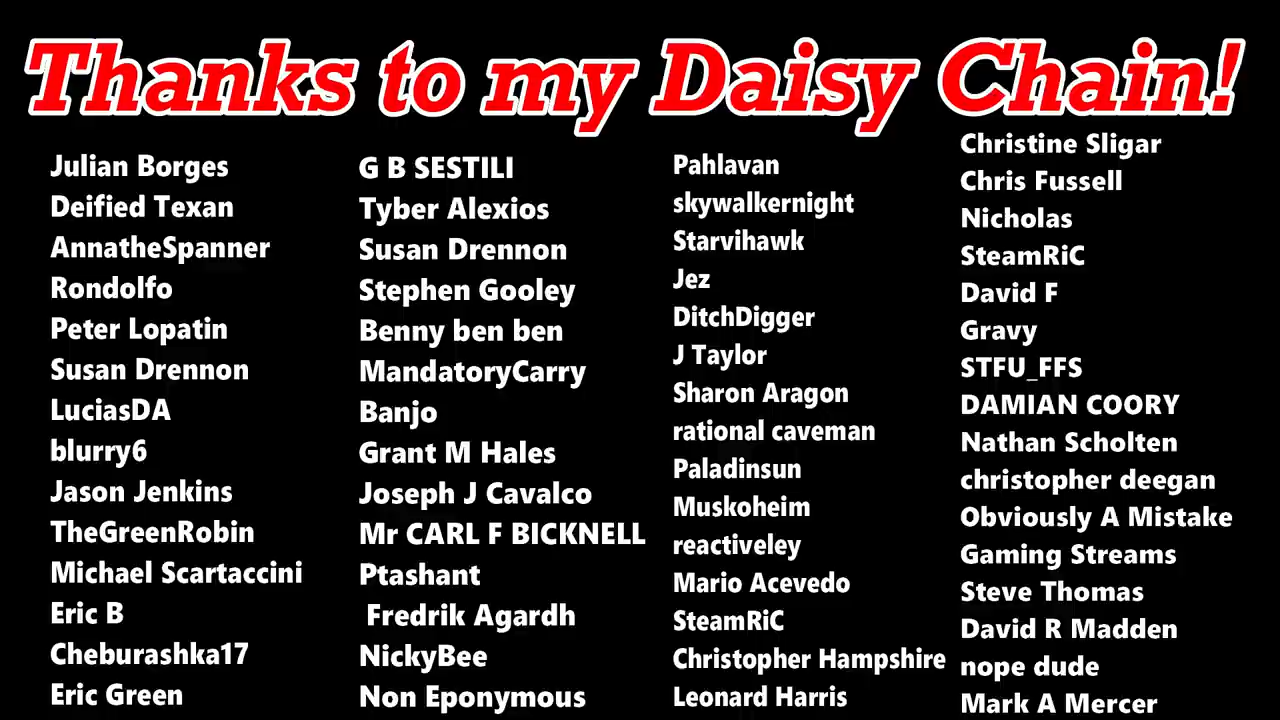 Thanks to my Daisy Chain!
Julian Borges
Deified Texan
AnnatheSpanner
Rondolfo
Peter Lopatin
Susan Drennon
LuciasDA
blurry6
Jason Jenkins
TheGreenRobin
Michael Scartaccini
Eric B
Cheburashka17
Eric Green
G B SESTILI
Tyber Alexios
Susan Drennon
Stephen Gooley
Benny ben ben
MandatoryCarry
Banjo
Grant M Hales
Joseph J Cavalco
Mr CARL F BICKNELL
Ptashant
Fredrik Agardh
NickyBee
Non Eponymous
Pahlavan
skywalkernight
Starvihawk
Jez
DitchDigger
J Taylor
Sharon Aragon
rational caveman
Paladinsun
Muskoheim
reactiveley
Mario Acevedo
SteamRiC
Christopher Hampshire
Leonard Harris
Christine Sligar
Chris Fussell
Nicholas
SteamRiC
David F
Gravy
STFU_FFS
DAMIAN COORY
Nathan Scholten
christopher deegan
Obviously A Mistake
Gaming Streams
Steve Thomas
David R Madden
nope dude
Mark A Mercer